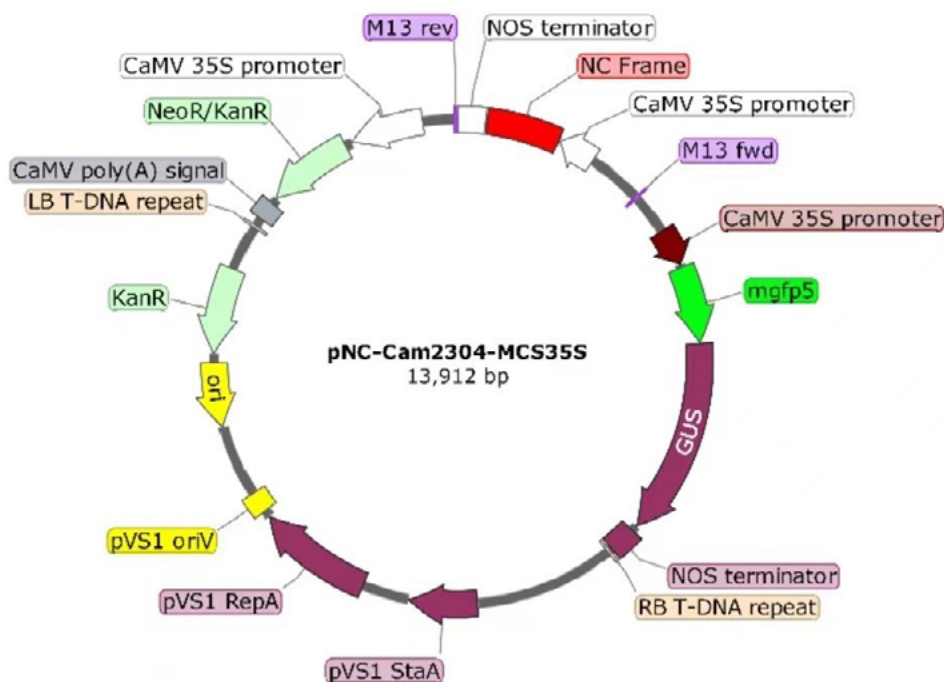 M13 rev
NOS terminator
CaMV 35S promoter
NC Frame
NeoR/KanR
CaMV 35S promoter
CaMV poly(A) signal
M13 fwd
LB T-DNA repeat
CaMV 35S promoter
KanR
mgfp5
pNC-Cam2304-MCS35S
13,912 bp
ori
GUS
pVS1 oriV
NOS terminator
pVS1 RepA
RB T-DNA repeat
pVS1 StaA